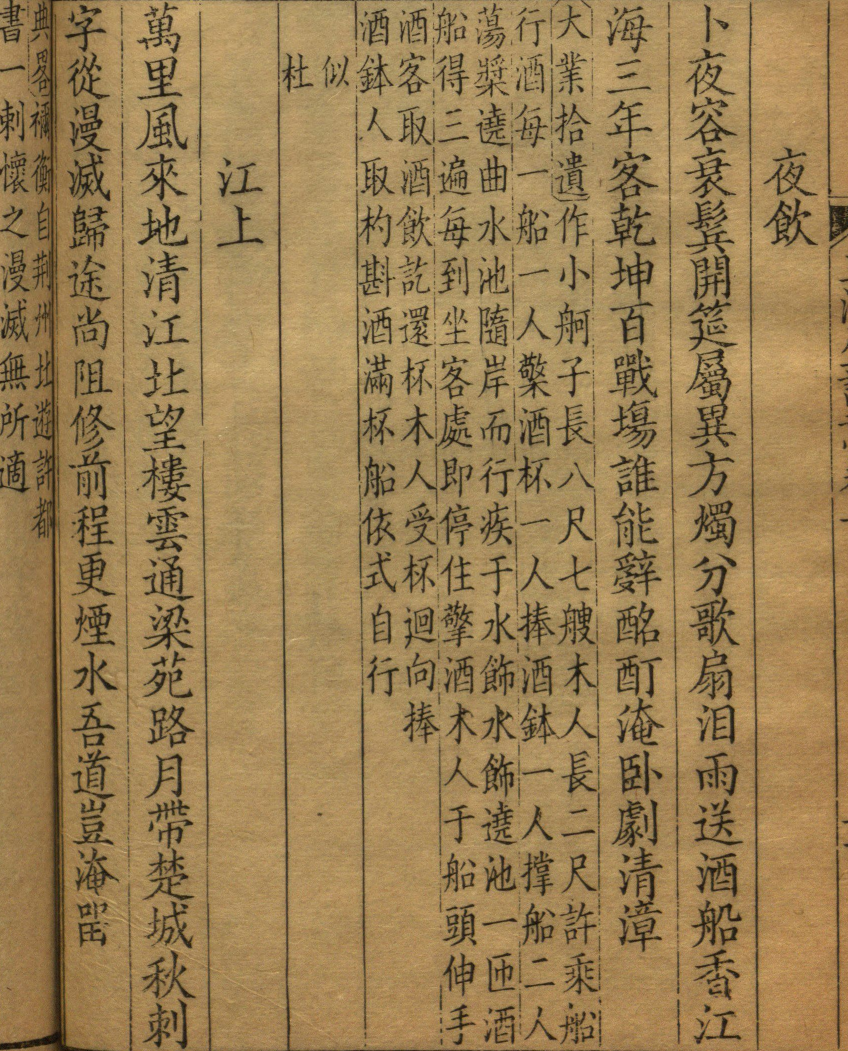 夜飲
卜夜容衰鬂開筵屬異方燭分歌扇泪雨送酒船香江
海三年客乾坤百戰塲誰能辭酩酊淹卧劇清漳
大業拾遺作小舸子長八尺七艘木人長二尺許乘船
行酒每一船一人擎酒杯一人捧酒鉢一人撑船二人
蕩槳遶曲水池隨岸而行疾于水飾水飾遶池一匝酒
船得三遍每到坐客處即停住擎酒木人于船頭伸手
酒客取酒飲訖還杯木人受杯迴向捧
酒鉢人取杓斟酒滿杯船依式自行
似
杜
江上
萬里風來地清江北望樓雲通梁苑路月帶楚城秋刺
字從漫滅歸途尚阻修前程更煙水吾道豈淹畱
典畧禰衡自荆州北遊許都
書一刺懷之漫滅無所適